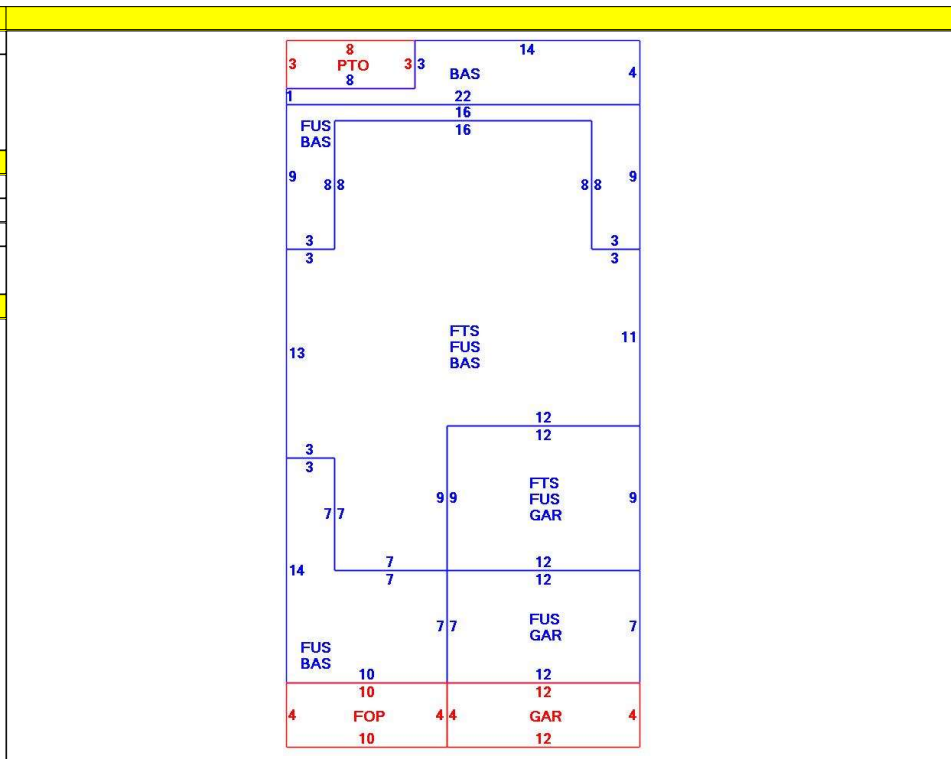 8 14
3 PTO 3 3 BAS 4
8
1 22
16
FUS 16
BAS
9 8 8 8 8 9
3 3
3 3
FTS 11
13 FUS
BAS
12
12
3
3
FTS
9 9 FUS 9
7 7 GAR
7 12
14 7 12
FUS
7 7 GAR 7
FUS
BAS
10 12
10 12
4 FOP 4 4 GAR 4
10 12